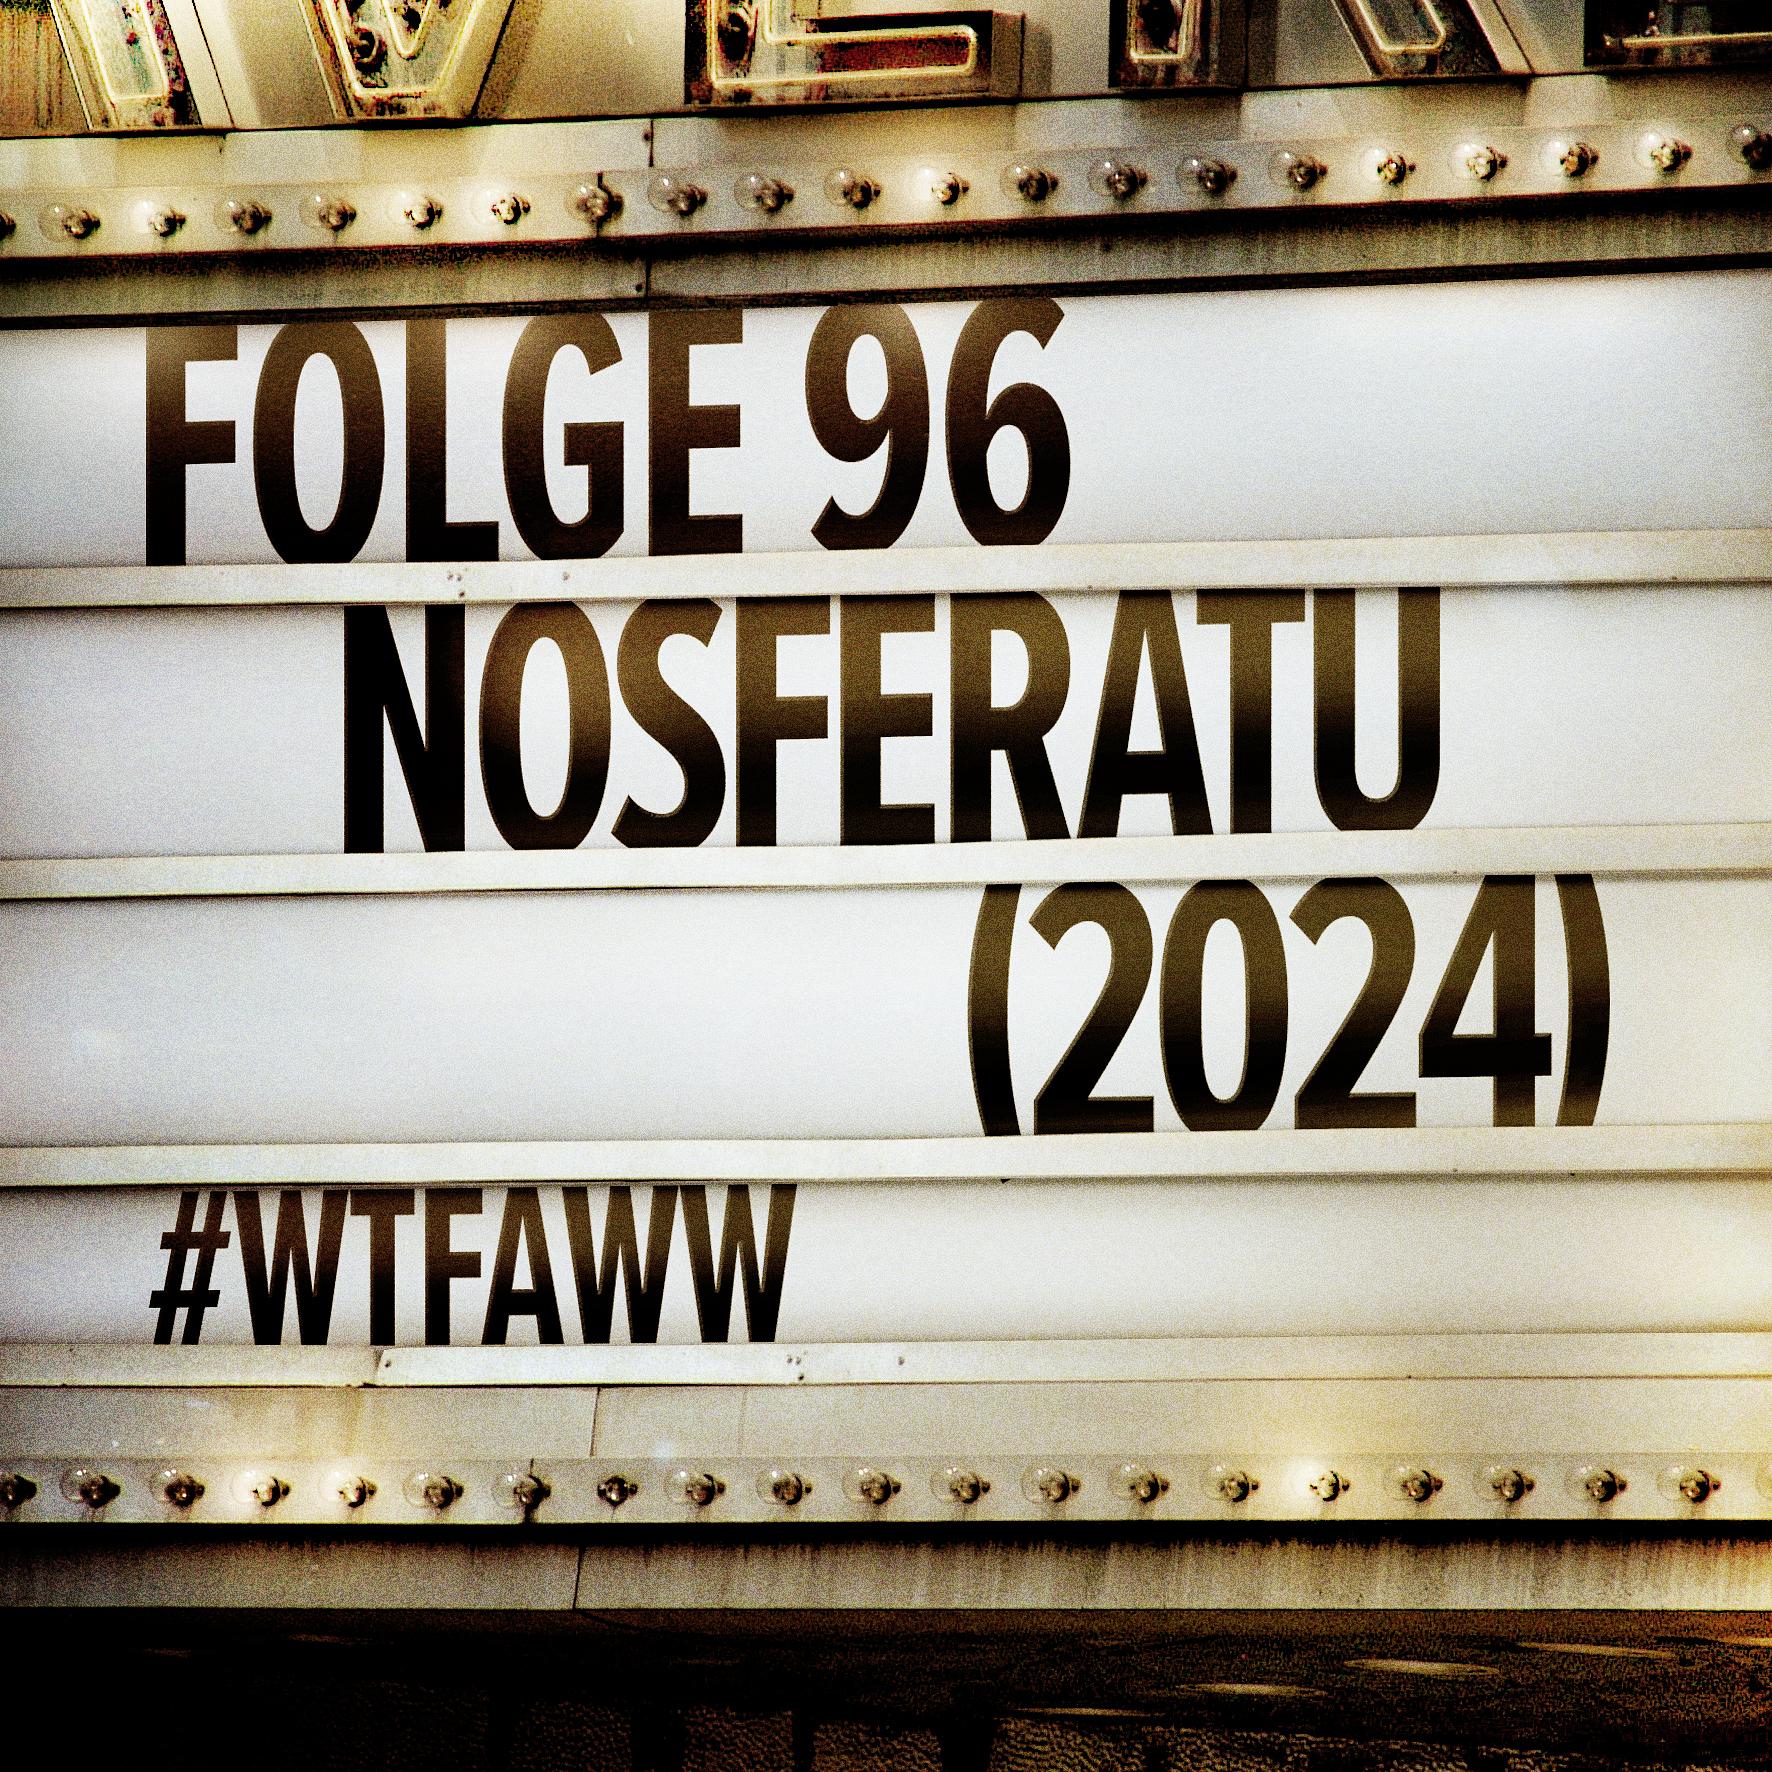 FOLGE 96
NOSFERATU
(2024)
#WTFAWW